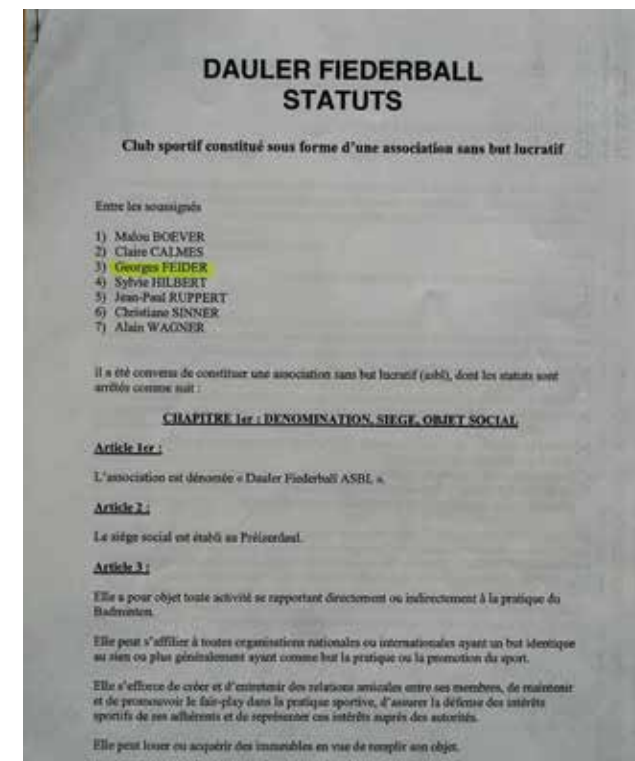 DAULER FIEDERBALL
STATUTS
Club sportif constitué sous forme d'une association sans but lucratif
Entre les soussignés
1) Malou BOEVER
2) Claire CALMES
3) Georges FEIDER
4) Sylvie HILBERT
5) Jean-Paul RUPPERT
6) Christiane SINNER
7) Alain WAGNER
il a été convenu de constituer une association sans but lucratif (asbl), dont les statuts sont
arrêtés comme suit :
CHAPITRE 1er : DENOMINATION, SIEGE, OBJET SOCIAL
Article 1er :
L'association est dénomée « Dauler Fiederball ASBL ».
Article 2 :
Le siège social est établi au Préizerdaul.
Article 3 :
Elle a pour objet toute activité se rapportant directement ou indirectement à la pratique du
Badminton.
Elle peut s'affilier à toutes organisations nationales ou internationales ayant un but identique
au sien ou plus généralement ayant comme but la pratique ou la promotion du sport.
Elle s'efforce de créer et d'entretenir des relations amicales entre ses membres, de maintenir
et de promouvoir le fair-play dans la pratique sportive, d'assurer la défense des intérêts
sportifs de ses adhérents et de représenter ces intérêts auprès des autorités.
Elle peut louer ou acquérir des immeubles en vue de remplir son objet.